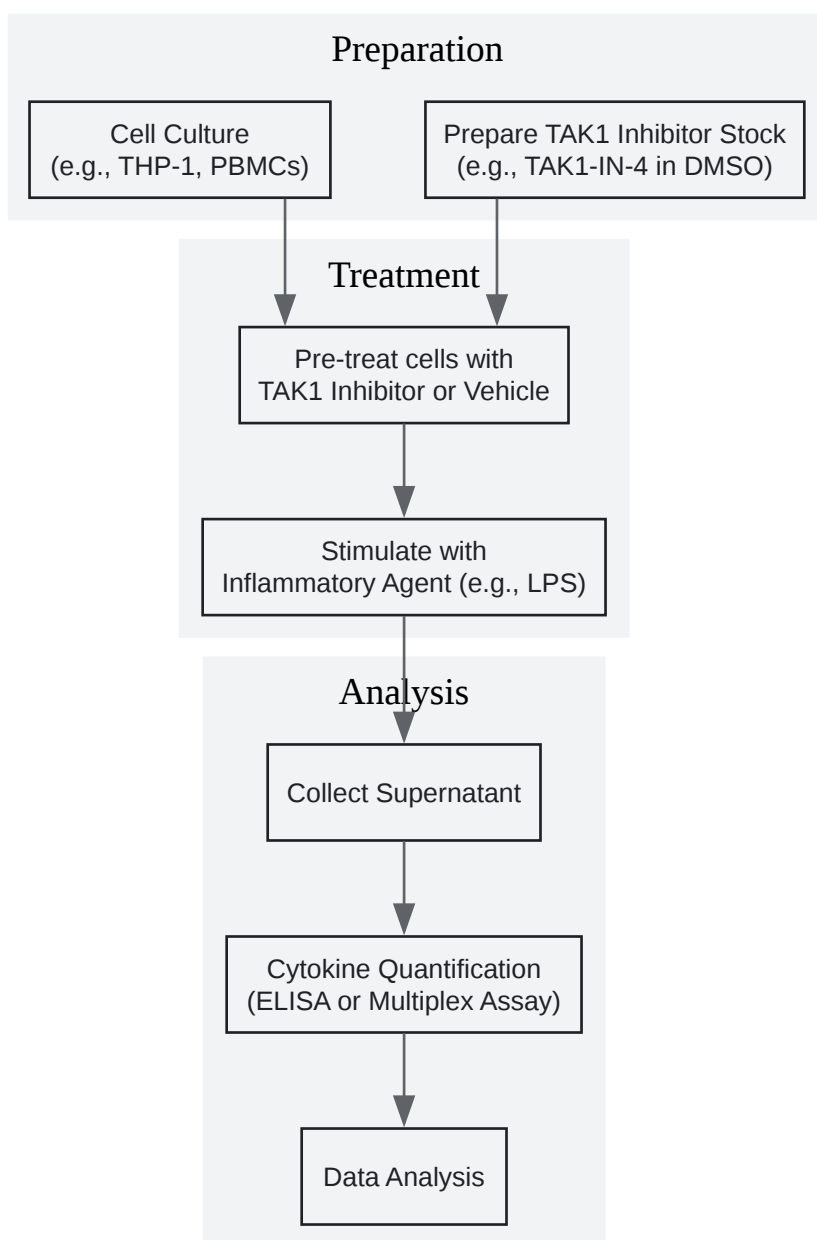 Preparation
Cell Culture
(e.g., THP-1, PBMCs)
Prepare TAK1 Inhibitor Stock
(e.g., TAK1-IN-4 in DMSO)
Treatment
Pre-treat cells with
TAK1 Inhibitor or Vehicle
Stimulate with
Inflammatory Agent (e.g., LPS)
Analysis
Collect Supernatant
Cytokine Quantification
(ELISA or Multiplex Assay)
Data Analysis